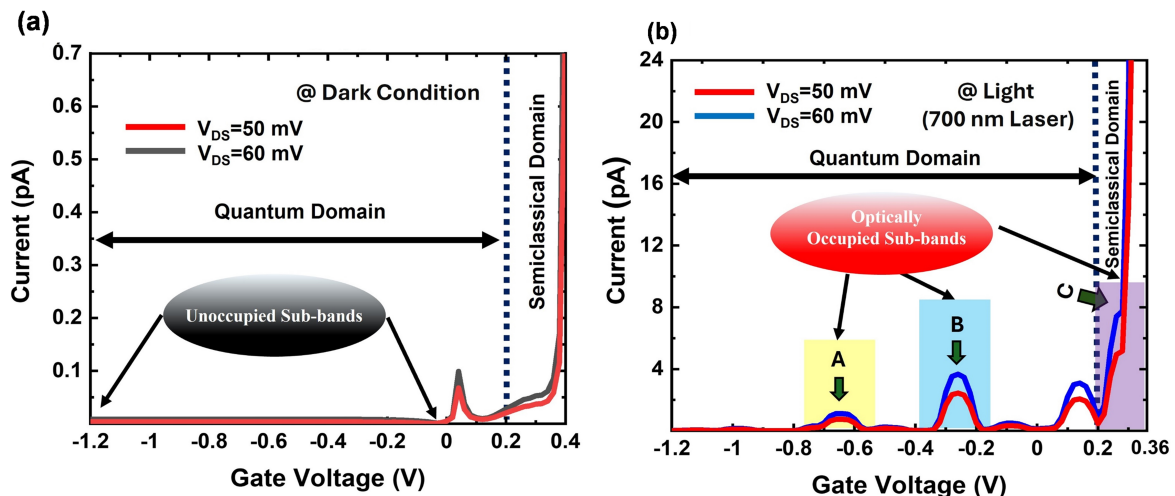 (a)
0.7
0.6
0.5
0.4
0.3
0.2
0.1
Current (pA)
@ Dark Condition
V_DS=50 mV
V_DS=60 mV
Quantum Domain
Semiclassical Domain
Unoccupied Sub-bands
-1.2 -1 -0.8 -0.6 -0.4 -0.2 0 0.2 0.4
Gate Voltage (V)
(b)
24
20
16
12
8
4
Current (pA)
V_DS=50 mV
V_DS=60 mV
@ Light
(700 nm Laser)
Quantum Domain
Semiclassical Domain
Optically
Occupied Sub-bands
A
B
C
-1.2 -1 -0.8 -0.6 -0.4 -0.2 0 0.2 0.36
Gate Voltage (V)